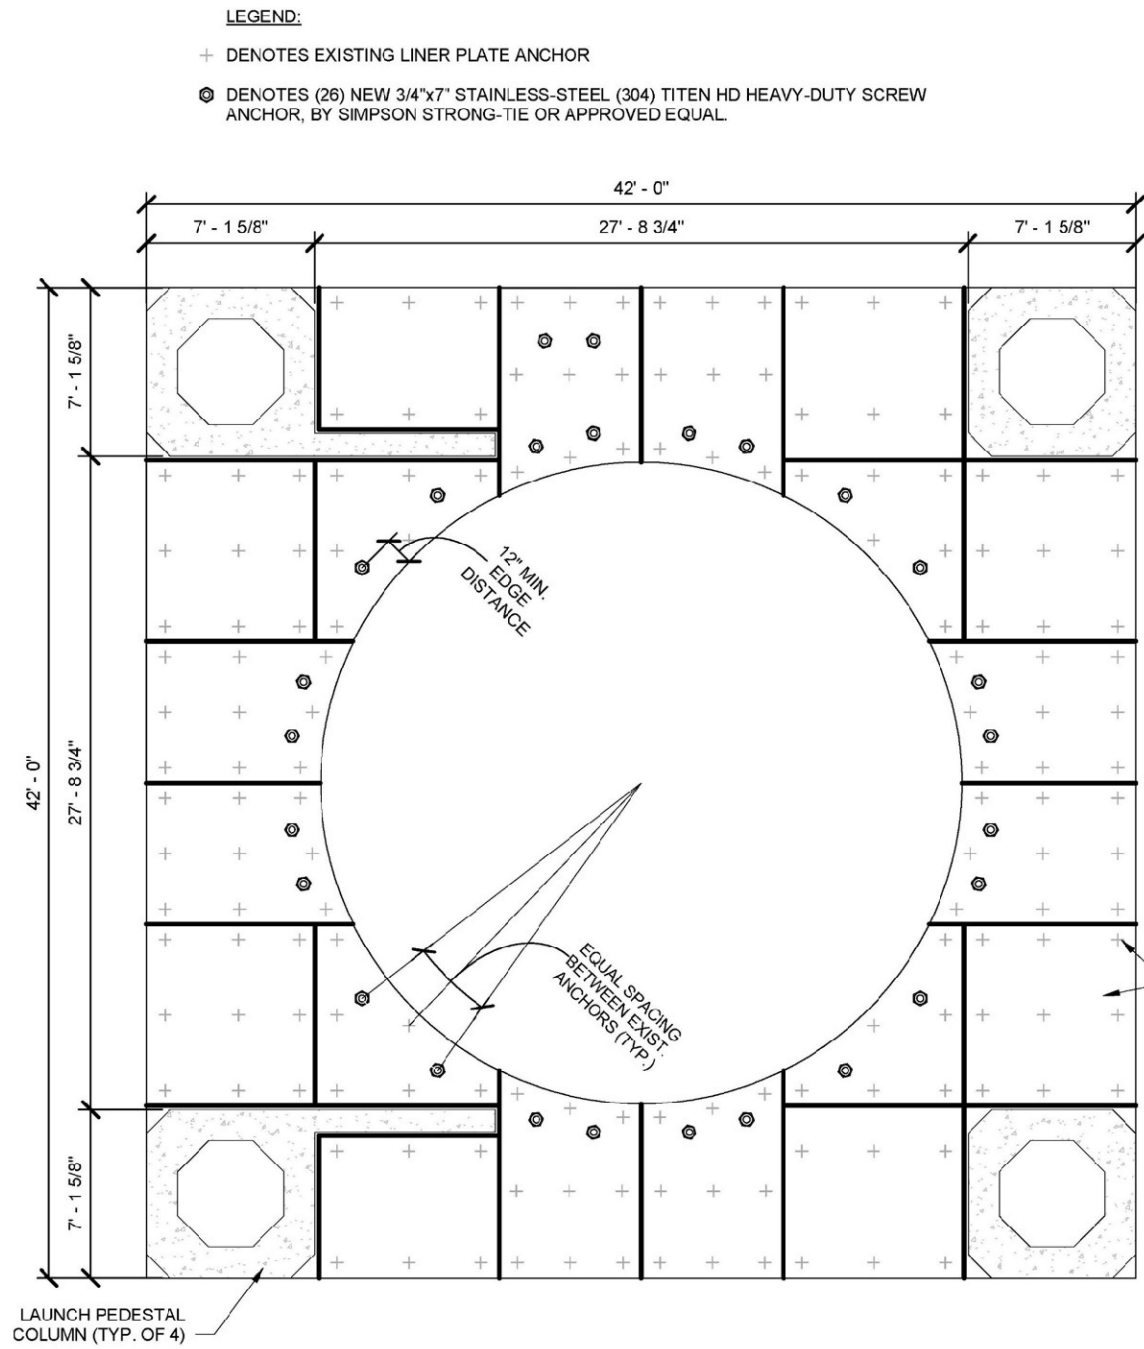 LEGEND:
DENOTES EXISTING LINER PLATE ANCHOR
DENOTES (26) NEW 3/4"x7" STAINLESS-STEEL (304) TITEN HD HEAVY-DUTY SCREW
ANCHOR, BY SIMPSON STRONG-TIE OR APPROVED EQUAL.
42' - 0"
7' - 1 5/8"
27' - 8 3/4"
7' - 1 5/8"
7' - 1 5/8"
12" MIN.
EDGE
DISTANCE
42' - 0"
27' - 8 3/4"
EQUAL SPACING
BETWEEN EXIST.
ANCHORS (TYP.)
7' - 1 5/8"
LAUNCH PEDESTAL
COLUMN (TYP. OF 4)